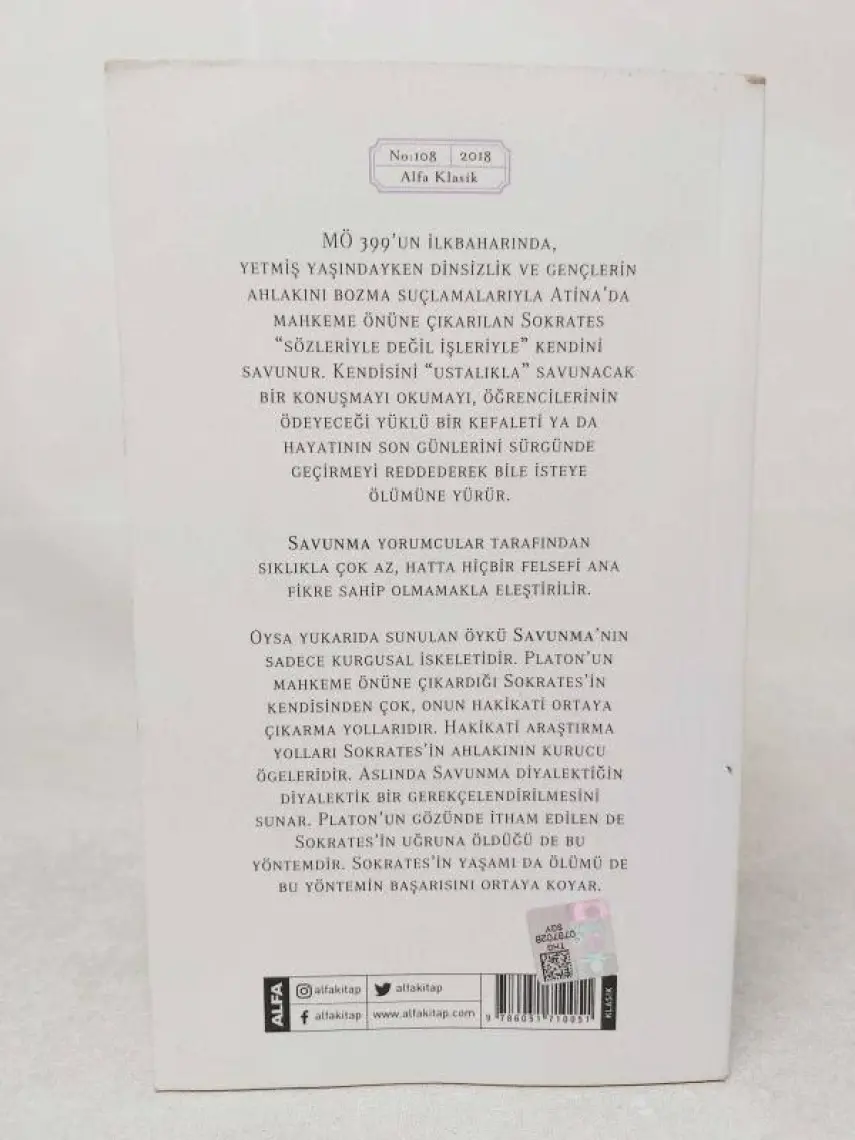 No:108 2018
Alfa Klasik
MÖ 399'UN İLKBAHARINDA,
YETMİŞ YAŞINDAYKEN DİNSİZLİK VE GENÇLERİN
AHLAKINI BOZMA SUÇLAMALARIYLA ATİNA'DA
MAHKEME ÖNÜNE ÇIKARILAN SOKRATES
“SÖZLERİYLE DEĞİL İŞLERİYLE” KENDİNİ
SAVUNUR. KENDİSİNİ “USTALIKLA” SAVUNACAK
BİR KONUŞMAYI OKUMAYI, ÖĞRENCİLERİNİN
ÖDEYECEĞİ YÜKLÜ BİR KEFALETİ YA DA
HAYATININ SON GÜNLERİNİ SÜRGÜNDE
GEÇİRMEYİ REDDEDEREK BİLE İSTEYE
ÖLÜMÜNE YÜRÜR.
SAVUNMA YORUMCULAR TARAFINDAN
SIKLIKLA ÇOK AZ, HATTA HİÇBİR FELSEFİ ANA
FİKRE SAHİP OLMAMAKLA ELEŞTİRİLİR.
OYSA YUKARIDA SUNULAN ÖYKÜ SAVUNMA'NIN
SADECE KURGUSAL İSKELETİDİR. PLATON'UN
MAHKEME ÖNÜNE ÇIKARDIĞI SOKRATES'İN
KENDİSİNDEN ÇOK, ONUN HAKİKATİ ORTAYA
ÇIKARMA YOLLARIDIR. HAKİKATİ ARAŞTIRMA
YOLLARI SOKRATES'İN AHLAKININ KURUCU
ÖGELERİDİR. ASLINDA SAVUNMA DİYALEKTİĞİN
DİYALEKTİK BİR GEREKÇELENDİRİLMESİNİ
SUNAR. PLATON'UN GÖZÜNDE İTHAM EDİLEN DE
SOKRATES'İN UĞRUNA ÖLDÜĞÜ DE BU
YÖNTEMDİR. SOKRATES'İN YAŞAMI DA ÖLÜMÜ DE
BU YÖNTEMİN BAŞARISINI ORTAYA KOYAR.
THG
0787028
SGY
ALFA
alfakitap alfakitap
alfakitap www.alfakitap.com
9 786051 710051
KLASİK